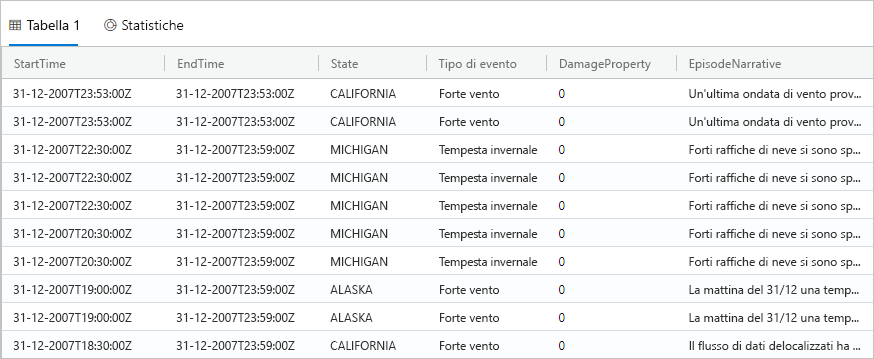 Tabella 1 Statistiche
StartTime EndTime State Tipo di evento DamageProperty EpisodeNarrative
31-12-2007T23:53:00Z 31-12-2007T23:53:00Z CALIFORNIA Forte vento 0 Un'ultima ondata di vento prov...
31-12-2007T23:53:00Z 31-12-2007T23:53:00Z CALIFORNIA Forte vento 0 Un'ultima ondata di vento prov...
31-12-2007T22:30:00Z 31-12-2007T23:59:00Z MICHIGAN Tempesta invernale 0 Forti raffiche di neve si sono sp...
31-12-2007T22:30:00Z 31-12-2007T23:59:00Z MICHIGAN Tempesta invernale 0 Forti raffiche di neve si sono sp...
31-12-2007T22:30:00Z 31-12-2007T23:59:00Z MICHIGAN Tempesta invernale 0 Forti raffiche di neve si sono sp...
31-12-2007T20:30:00Z 31-12-2007T23:59:00Z MICHIGAN Tempesta invernale 0 Forti raffiche di neve si sono sp...
31-12-2007T20:30:00Z 31-12-2007T23:59:00Z MICHIGAN Tempesta invernale 0 Forti raffiche di neve si sono sp...
31-12-2007T19:00:00Z 31-12-2007T23:59:00Z ALASKA Forte vento 0 La mattina del 31/12 una temp...
31-12-2007T19:00:00Z 31-12-2007T23:59:00Z ALASKA Forte vento 0 La mattina del 31/12 una temp...
31-12-2007T18:30:00Z 31-12-2007T23:59:00Z CALIFORNIA Forte vento 0 Il flusso di dati delocalizzati ha ...